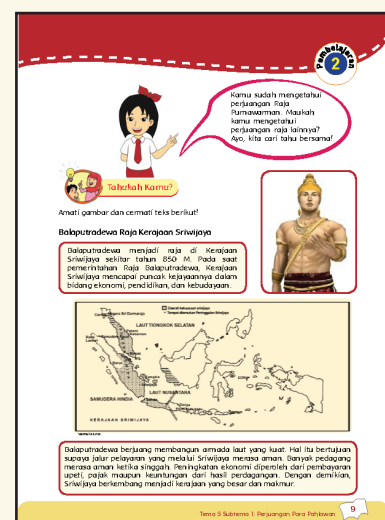 Pembelajaran
2
Kamu sudah mengetahui
perjuangan Raja
Purnawarman. Maukah
kamu mengetahui
perjuangan raja lainnya?
Ayo, kita cari tahu bersama!
Tahukah Kamu?
Amati gambar dan cermati teks berikut!
Balaputradewa Raja Kerajaan Sriwijaya
Balaputradewa menjadi raja di Kerajaan
Sriwijaya sekitar tahun 850 M. Pada saat
pemerintahan Raja Balaputradewa, Kerajaan
Sriwijaya mencapai puncak kejayaannya dalam
bidang ekonomi, pendidikan, dan kebudayaan.
LAUT TIONGKOK SELATAN
SAMUDERA HINDIA
LAUT NUSANTARA
KERAJAAN SRIWIJAYA
Balaputradewa berjuang membangun armada laut yang kuat. Hal itu bertujuan
supaya jalur pelayaran yang melalui Sriwijaya merasa aman. Banyak pedagang
merasa aman ketika singgah. Peningkatan ekonomi diperoleh dari pembayaran
upeti, pajak maupun keuntungan dari hasil perdagangan. Dengan demikian,
Sriwijaya berkembang menjadi kerajaan yang besar dan makmur.
Tema 5 Subtema 1: Perjuangan Para Pahlawan
9